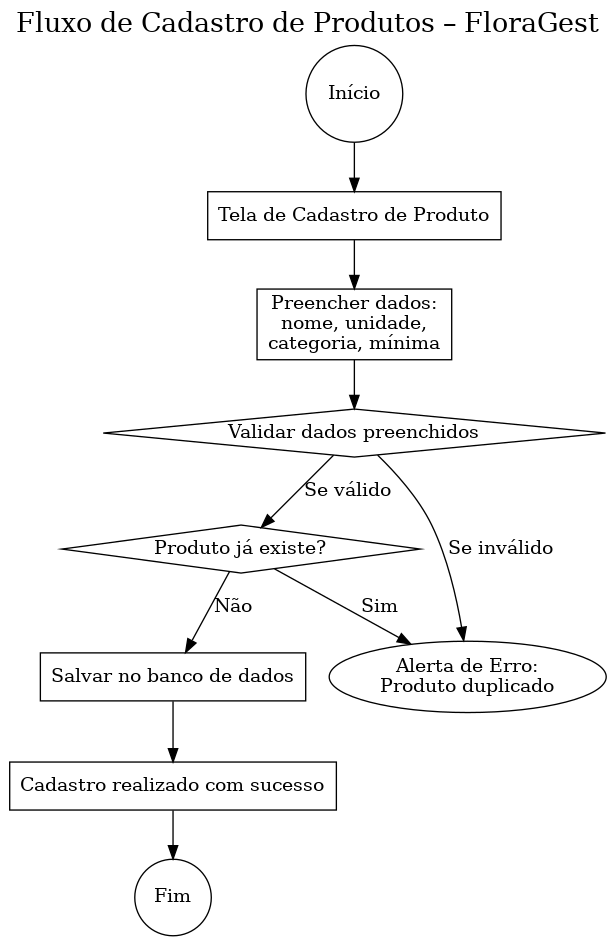 Fluxo de Cadastro de Produtos – FloraGest
Início
Tela de Cadastro de Produto
Preencher dados:
nome, unidade,
categoria, mínima
Validar dados preenchidos
Se válido
Produto já existe?
Se inválido
Não
Sim
Salvar no banco de dados
Alerta de Erro:
Produto duplicado
Cadastro realizado com sucesso
Fim